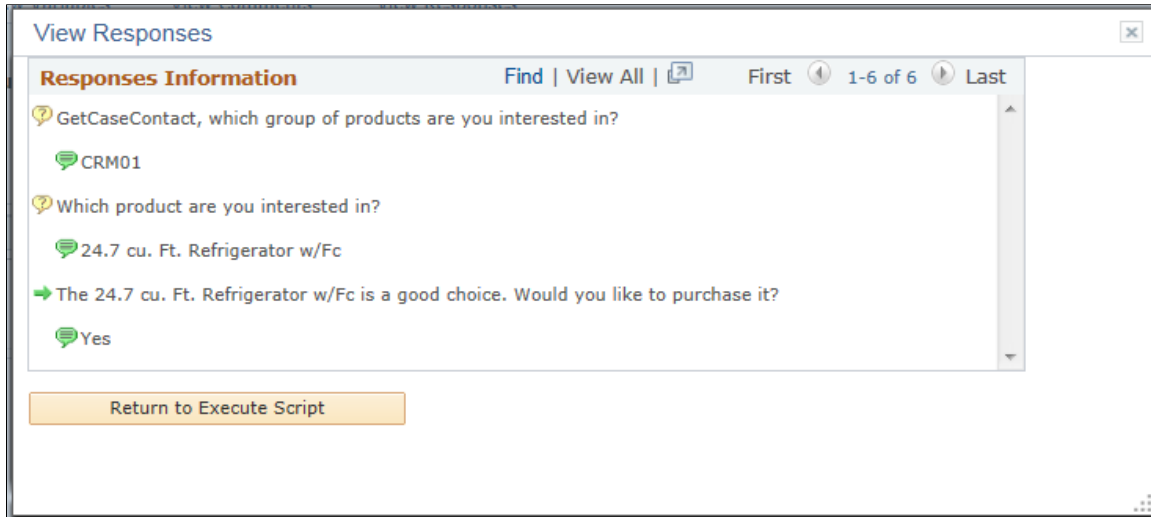 View Responses
Responses Information Find | View All | First 1-6 of 6 Last
GetCaseContact, which group of products are you interested in?
CRM01
Which product are you interested in?
24.7 cu. Ft. Refrigerator w/Fc
The 24.7 cu. Ft. Refrigerator w/Fc is a good choice. Would you like to purchase it?
Yes
Return to Execute Script